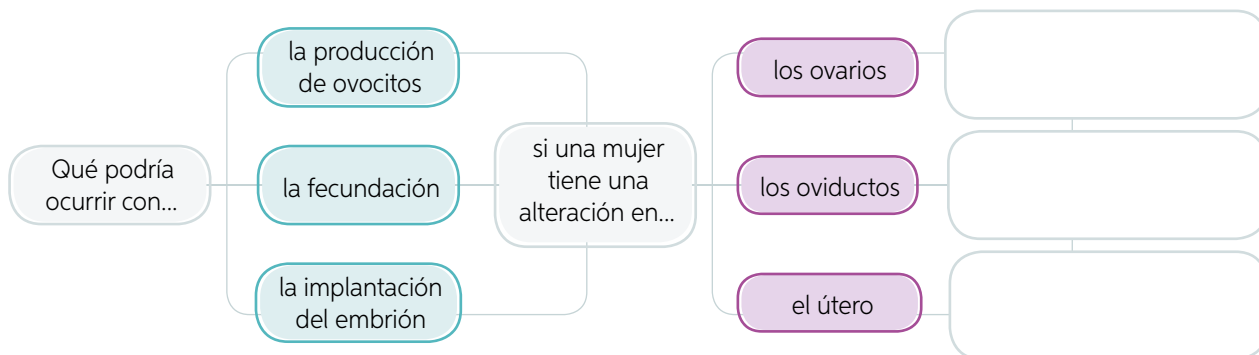 Qué podría
ocurrir con...
la producción
de ovocitos
la fecundación
la implantación
del embrión
si una mujer
tiene una
alteración en...
los ovarios
los oviductos
el útero